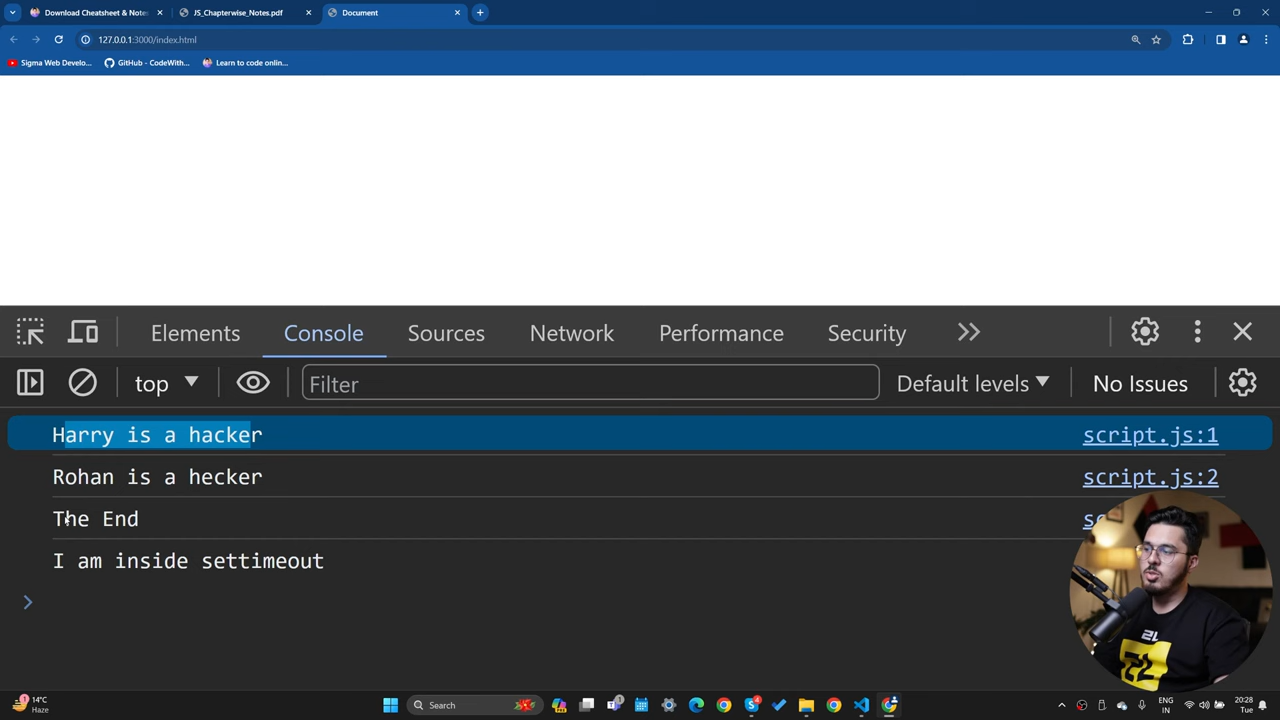 Download Cheatsheet & Notes
JS_Chapterwise_Notes.pdf
Document
127.0.0.1:3000/index.html
Sigma Web Develo...
GitHub - CodeWith...
Learn to code onlin...
Elements
Console
Sources
Network
Performance
Security
top
Filter
Default levels
No Issues
Harry is a hacker
script.js:1
Rohan is a hecker
script.js:2
The End
I am inside settimeout
14°C
Haze
Search
ENG
IN
20:28
Tue